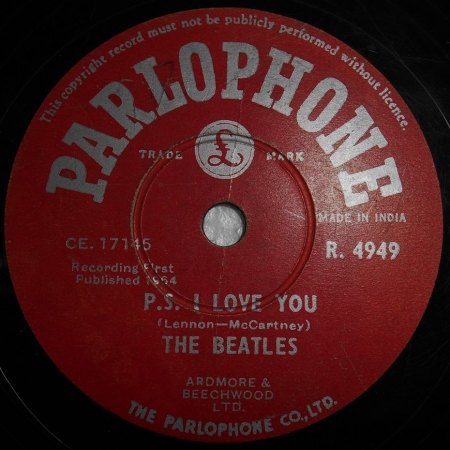 This copyright record must not be publicly performed without licence.
PARLOPHONE
TRADE £ MARK
MADE IN INDIA
CE. 17145
R. 4949
Recording First
Published 1964
P.S. I LOVE YOU
(Lennon—McCartney)
THE BEATLES
ARDMORE &
BEECHWOOD
LTD.
THE PARLOPHONE CO., LTD.